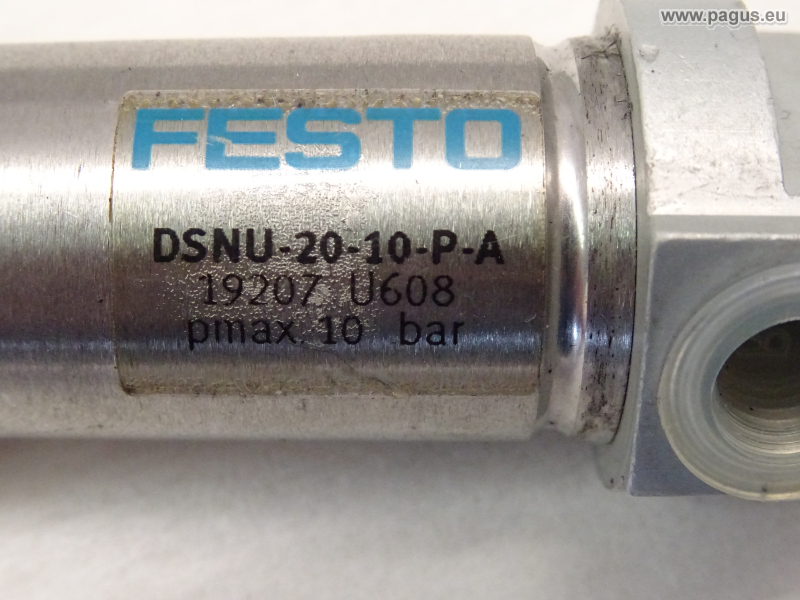 www.pagus.eu
FESTO
DSNU-20-10-P-A
19207 U608
pmax. 10 bar